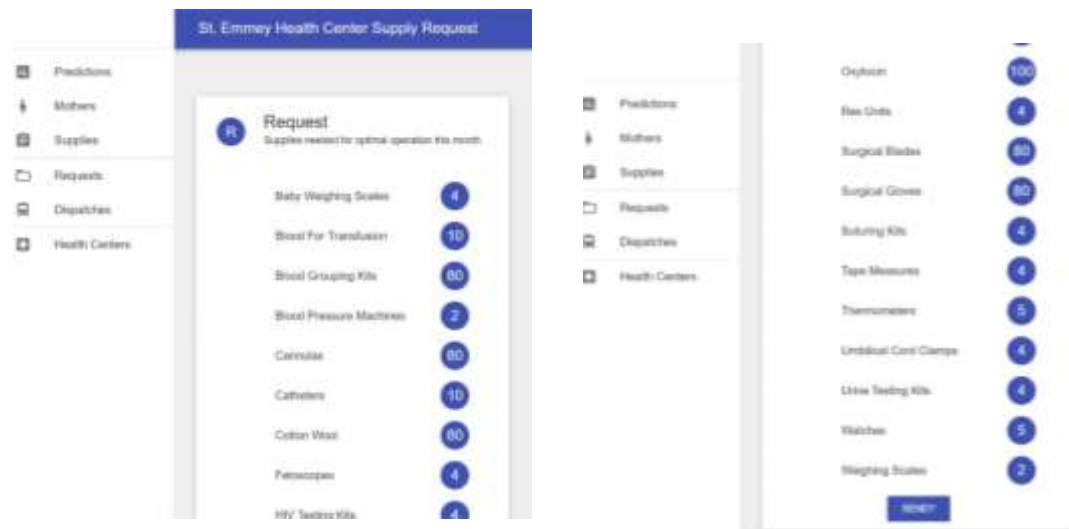 St. Emmey Health Center Supply Request
Predictions
Mothers
Supplies
Requests
Dispatches
Health Centers
R
Request
Supplies needed for optimal operation this month
Baby Weighing Scales 4
Blood For Transfusion 10
Blood Grouping Kits 80
Blood Pressure Machines 2
Cannulas 80
Catheters 10
Cotton Wool 80
Fetoscopes 4
HIV Testing Kits 4
Predictions
Mothers
Supplies
Requests
Dispatches
Health Centers
Oxytocin 100
Res Units 4
Surgical Blades 80
Surgical Gloves 80
Suturing Kits 4
Tape Measures 4
Thermometers 5
Umbilical Cord Clamps 4
Urine Testing Kits 4
Watches 5
Weighing Scales 2